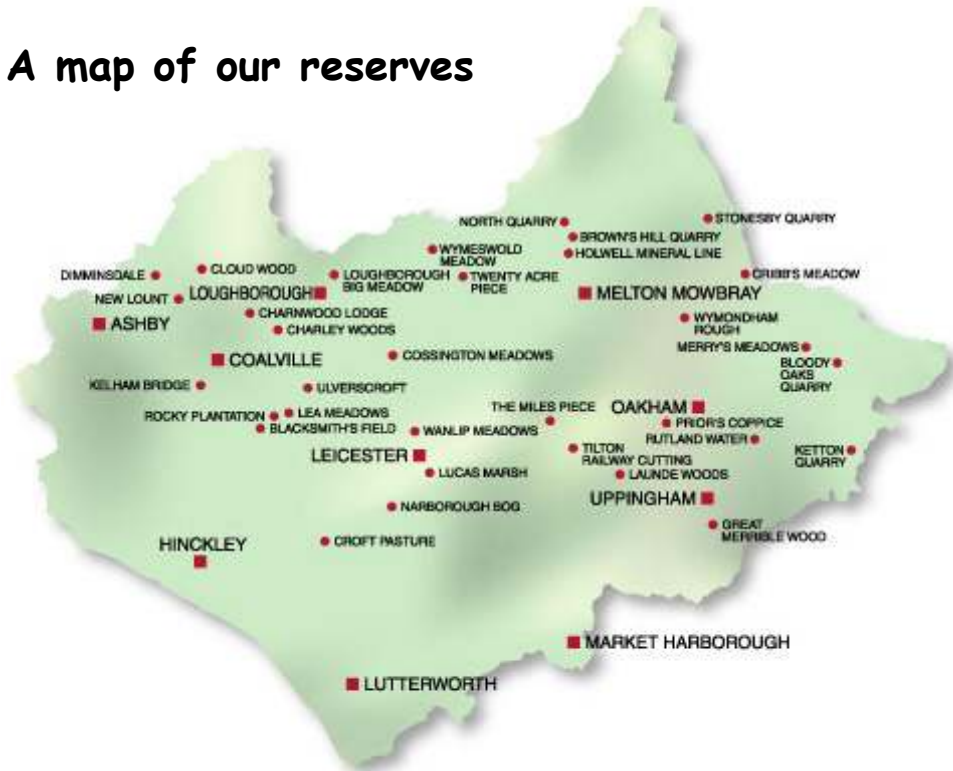 A map of our reserves
NORTH QUARRY
STONESBY QUARRY
BROWN'S HILL QUARRY
WYMESWOLD
MEADOW
HOLWELL MINERAL LINE
CLOUD WOOD
DIMMINSDALE
LOUGHBOROUGH
BIG MEADOW
TWENTY ACRE
PIECE
CRIBB'S MEADOW
NEW LOUNT
LOUGHBOROUGH
MELTON MOWBRAY
CHARNWOOD LODGE
WYMONDHAM
ROUGH
ASHBY
CHARLEY WOODS
MERRY'S MEADOWS
COALVILLE
COSSINGTON MEADOWS
BLOODY
OAKS
QUARRY
KELHAM BRIDGE
ULVERSCROFT
THE MILES PIECE
OAKHAM
ROCKY PLANTATION
LEA MEADOWS
PRIOR'S COPPICE
BLACKSMITH'S FIELD
WANLIP MEADOWS
RUTLAND WATER
TILTON
RAILWAY CUTTING
KETTON
QUARRY
LEICESTER
LUCAS MARSH
LAUNDE WOODS
UPPINGHAM
NARBOROUGH BOG
GREAT
MERRIBLE WOOD
HINCKLEY
CROFT PASTURE
MARKET HARBOROUGH
LUTTERWORTH